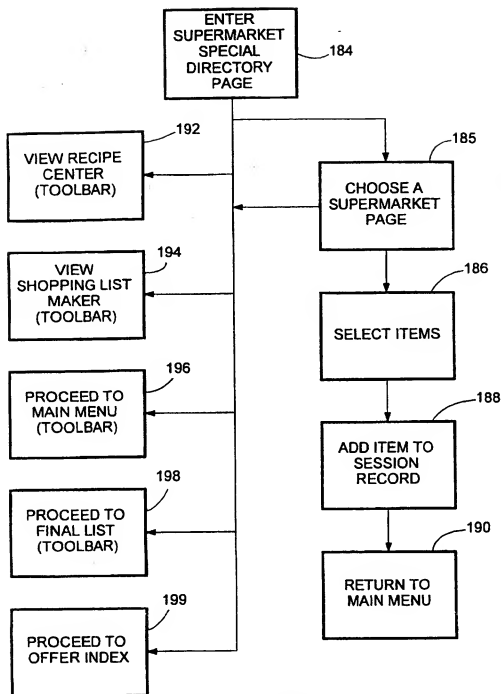 ENTER
SUPERMARKET
SPECIAL
DIRECTORY
PAGE
184
192
VIEW RECIPE
CENTER
(TOOLBAR)
185
CHOOSE A
SUPERMARKET
PAGE
194
VIEW
SHOPPING LIST
MAKER
(TOOLBAR)
186
SELECT ITEMS
196
PROCEED TO
MAIN MENU
(TOOLBAR)
188
ADD ITEM TO
SESSION
RECORD
198
PROCEED TO
FINAL LIST
(TOOLBAR)
190
RETURN TO
MAIN MENU
199
PROCEED TO
OFFER INDEX